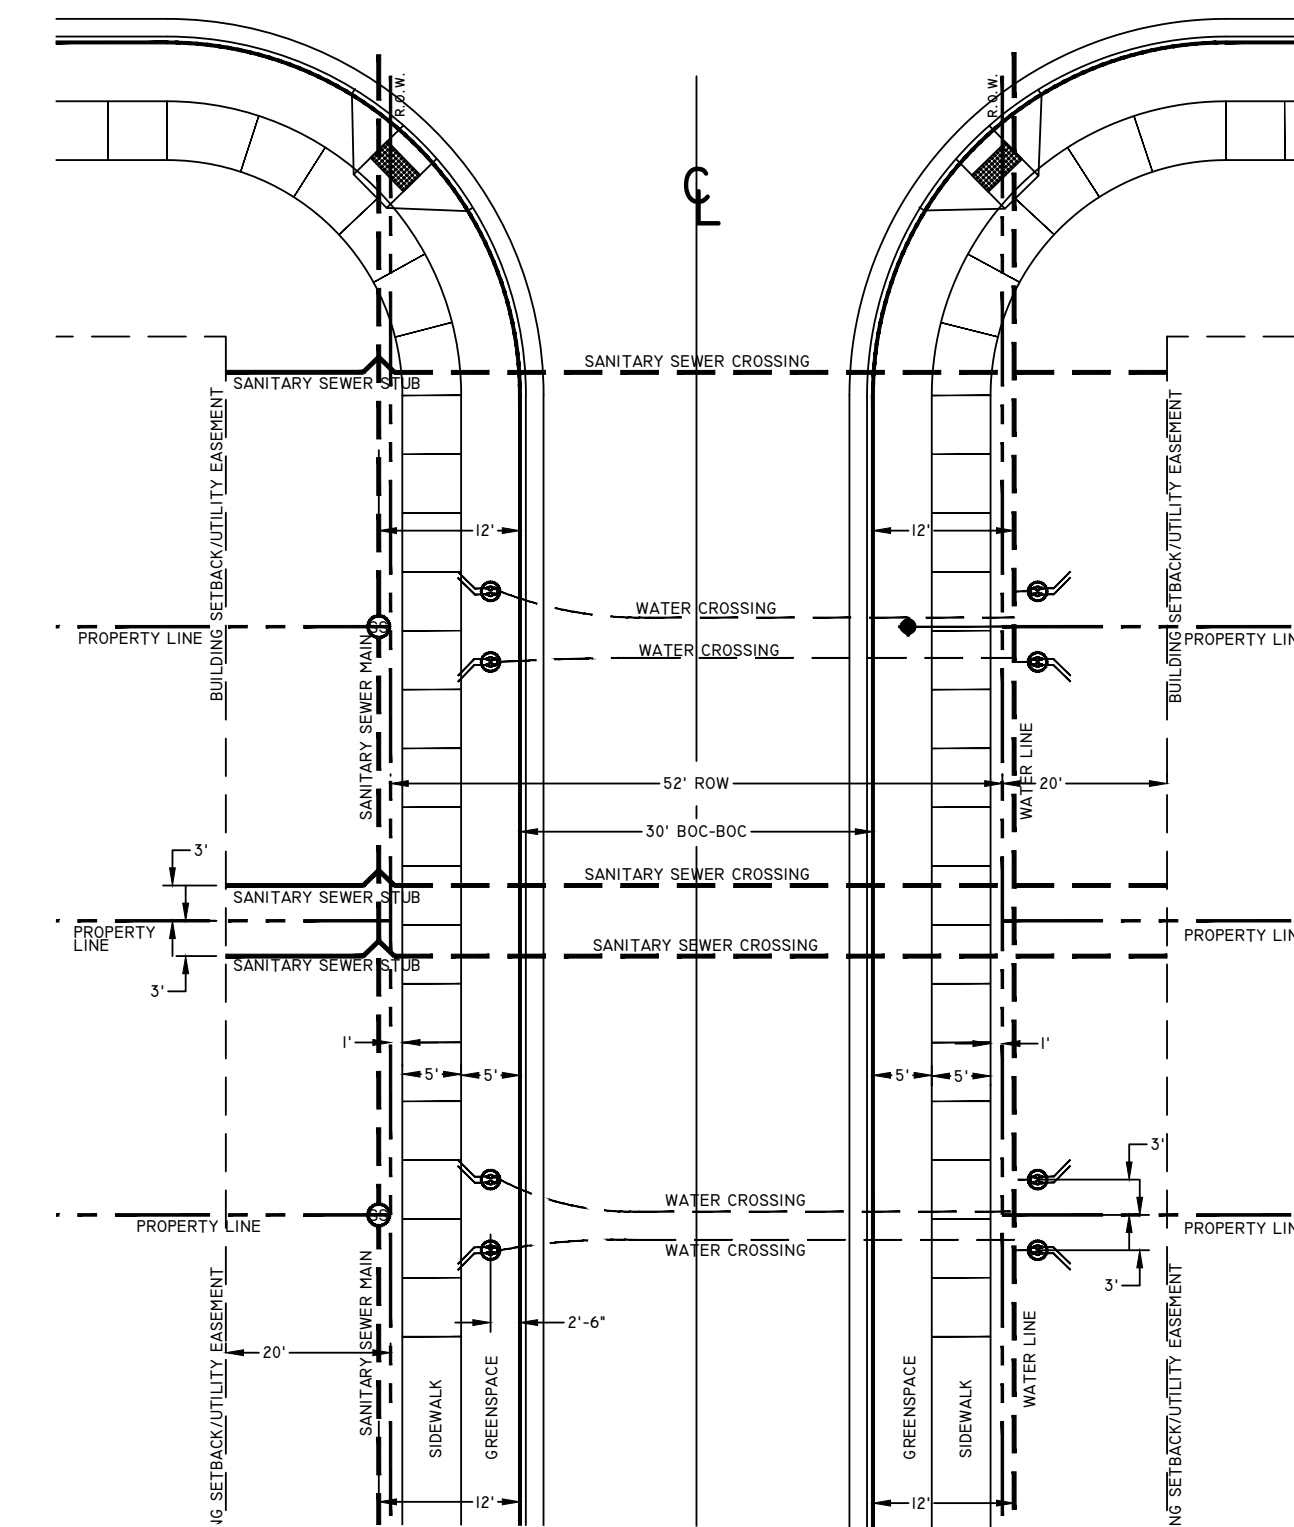 R.O.W.
R.O.W.
CL
SANITARY SEWER CROSSING
SANITARY SEWER STUB
BUILDING SETBACK/UTILITY EASEMENT
BUILDING SETBACK/UTILITY EASEMENT
12'
12'
WATER CROSSING
PROPERTY LINE
SS
PROPERTY LIN
WATER CROSSING
SANITARY SEWER MAIN
WATER LINE
52' ROW
20'
30' BOC-BOC
3'
SANITARY SEWER CROSSING
SANITARY SEWER STUB
PROPERTY
LINE
PROPERTY LIN
SANITARY SEWER CROSSING
SANITARY SEWER STUB
3'
1'
1'
5'
5'
5'
5'
3'
WATER CROSSING
SS
PROPERTY LINE
PROPERTY LIN
WATER CROSSING
3'
2'-6"
20'
SANITARY SEWER MAIN
WATER LINE
NG SETBACK/UTILITY EASEMENT
SIDEWALK
GREENSPACE
GREENSPACE
SIDEWALK
NG SETBACK/UTILITY EASEMENT
12'
12'